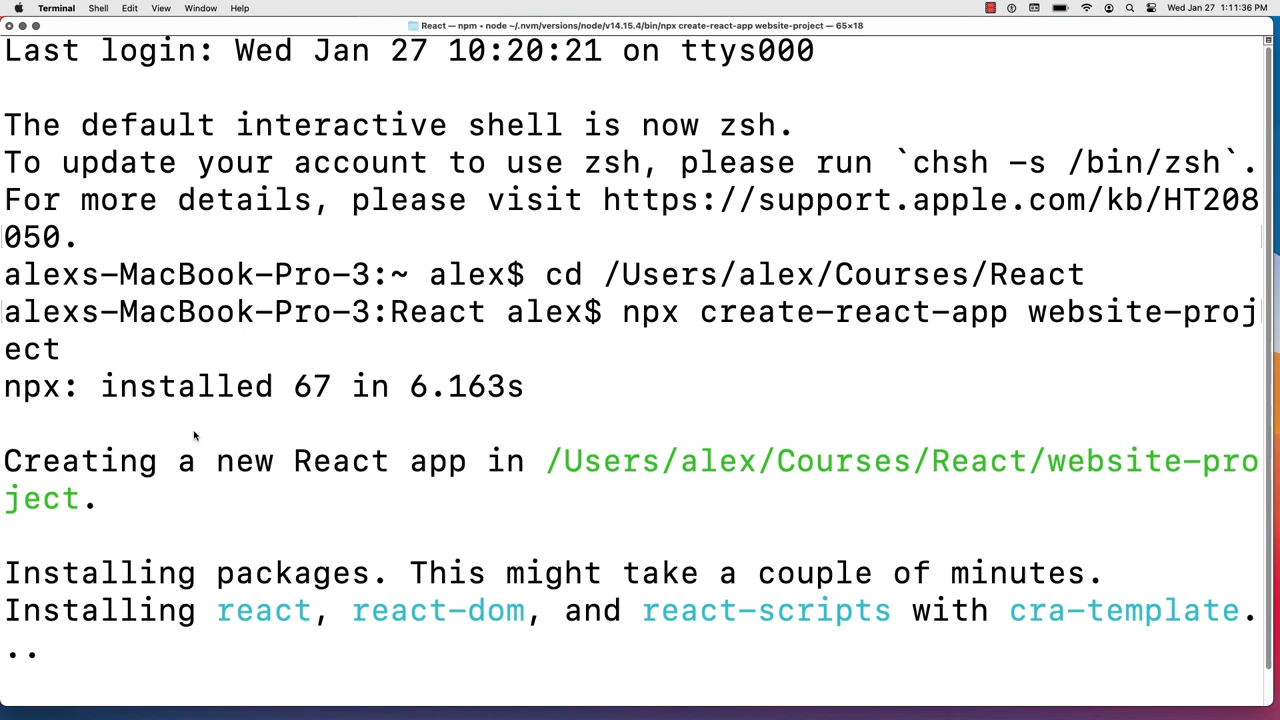 Terminal Shell Edit View Window Help Wed Jan 27 1:11:36 PM
React — npm • node ~/.nvm/versions/node/v14.15.4/bin/npx create-react-app website-project — 65×18
Last login: Wed Jan 27 10:20:21 on ttys000
The default interactive shell is now zsh.
To update your account to use zsh, please run `chsh -s /bin/zsh`.
For more details, please visit https://support.apple.com/kb/HT208
050.
alexs-MacBook-Pro-3:~ alex$ cd /Users/alex/Courses/React
alexs-MacBook-Pro-3:React alex$ npx create-react-app website-proj
ect
npx: installed 67 in 6.163s
Creating a new React app in /Users/alex/Courses/React/website-pro
ject.
Installing packages. This might take a couple of minutes.
Installing react, react-dom, and react-scripts with cra-template.
..